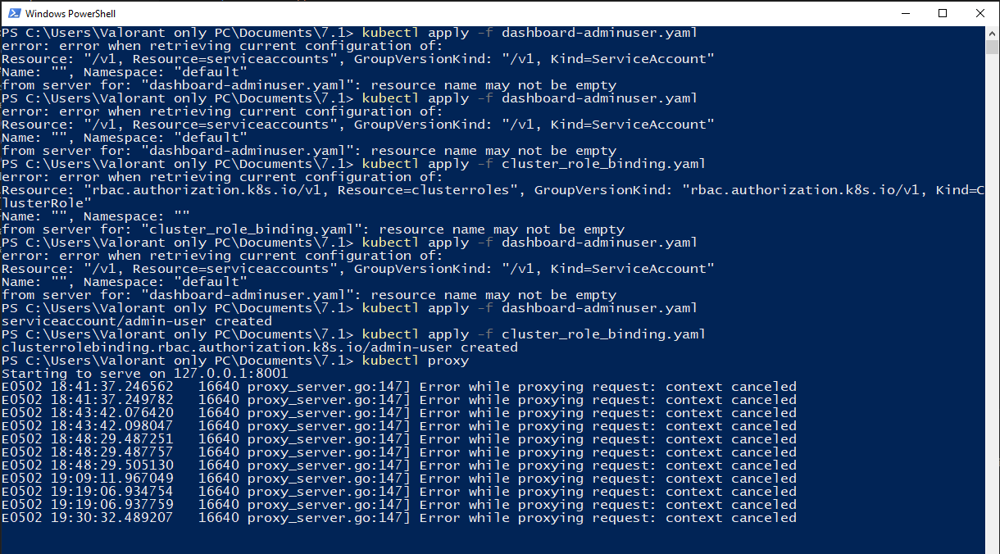 Windows PowerShell
PS C:\Users\Valorant only PC\Documents\7.1> kubectl apply -f dashboard-adminuser.yaml
error: error when retrieving current configuration of:
Resource: "/v1, Resource=serviceaccounts", GroupVersionKind: "/v1, Kind=ServiceAccount"
Name: "", Namespace: "default"
from server for: "dashboard-adminuser.yaml": resource name may not be empty
PS C:\Users\Valorant only PC\Documents\7.1> kubectl apply -f dashboard-adminuser.yaml
error: error when retrieving current configuration of:
Resource: "/v1, Resource=serviceaccounts", GroupVersionKind: "/v1, Kind=ServiceAccount"
Name: "", Namespace: "default"
from server for: "dashboard-adminuser.yaml": resource name may not be empty
PS C:\Users\Valorant only PC\Documents\7.1> kubectl apply -f cluster_role_binding.yaml
error: error when retrieving current configuration of:
Resource: "rbac.authorization.k8s.io/v1, Resource=clusterroles", GroupVersionKind: "rbac.authorization.k8s.io/v1, Kind=C
lusterRole"
Name: "", Namespace: ""
from server for: "cluster_role_binding.yaml": resource name may not be empty
PS C:\Users\Valorant only PC\Documents\7.1> kubectl apply -f dashboard-adminuser.yaml
error: error when retrieving current configuration of:
Resource: "/v1, Resource=serviceaccounts", GroupVersionKind: "/v1, Kind=ServiceAccount"
Name: "", Namespace: "default"
from server for: "dashboard-adminuser.yaml": resource name may not be empty
PS C:\Users\Valorant only PC\Documents\7.1> kubectl apply -f dashboard-adminuser.yaml
serviceaccount/admin-user created
PS C:\Users\Valorant only PC\Documents\7.1> kubectl apply -f cluster_role_binding.yaml
clusterrolebinding.rbac.authorization.k8s.io/admin-user created
PS C:\Users\Valorant only PC\Documents\7.1> kubectl proxy
Starting to serve on 127.0.0.1:8001
E0502 18:41:37.246562   16640 proxy_server.go:147] Error while proxying request: context canceled
E0502 18:41:37.249782   16640 proxy_server.go:147] Error while proxying request: context canceled
E0502 18:43:42.076420   16640 proxy_server.go:147] Error while proxying request: context canceled
E0502 18:43:42.098047   16640 proxy_server.go:147] Error while proxying request: context canceled
E0502 18:48:29.487251   16640 proxy_server.go:147] Error while proxying request: context canceled
E0502 18:48:29.487757   16640 proxy_server.go:147] Error while proxying request: context canceled
E0502 18:48:29.505130   16640 proxy_server.go:147] Error while proxying request: context canceled
E0502 19:09:11.967049   16640 proxy_server.go:147] Error while proxying request: context canceled
E0502 19:19:06.934754   16640 proxy_server.go:147] Error while proxying request: context canceled
E0502 19:19:06.937759   16640 proxy_server.go:147] Error while proxying request: context canceled
E0502 19:30:32.489207   16640 proxy_server.go:147] Error while proxying request: context canceled